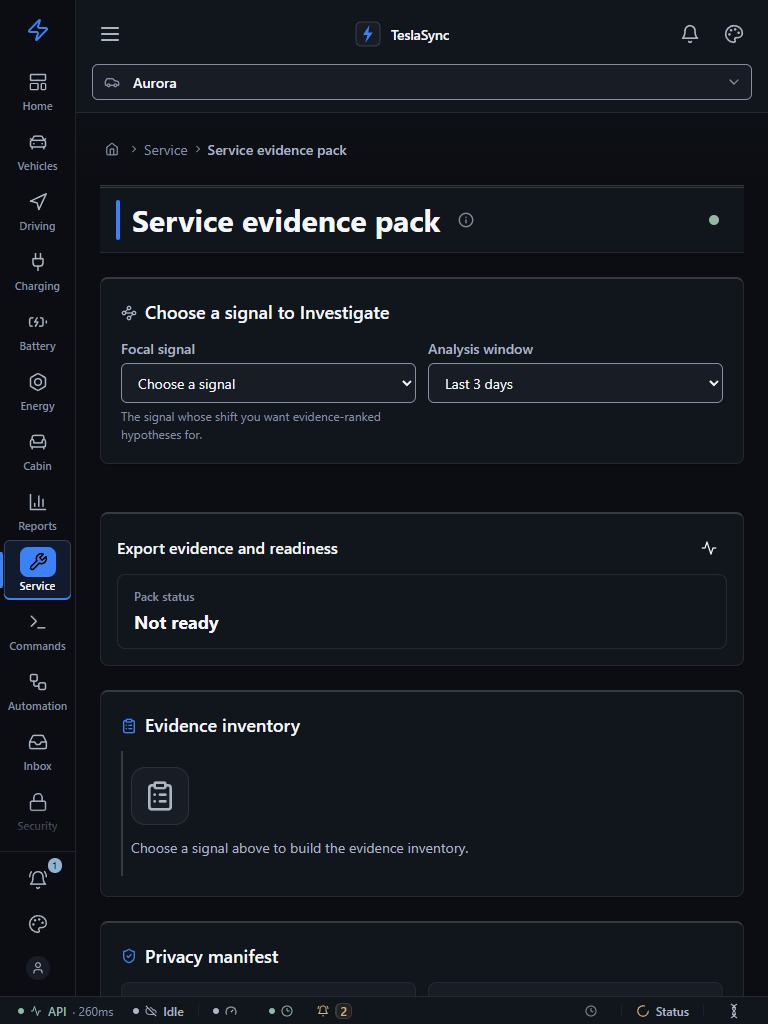 TeslaSync
Aurora
Home
Vehicles
Driving
Charging
Battery
Energy
Cabin
Reports
Service
Commands
Automation
Inbox
Security
1
Service
Service evidence pack
Service evidence pack
Choose a signal to Investigate
Focal signal
Analysis window
Choose a signal
Last 3 days
The signal whose shift you want evidence-ranked
hypotheses for.
Export evidence and readiness
Pack status
Not ready
Evidence inventory
Choose a signal above to build the evidence inventory.
Privacy manifest
API · 260ms
Idle
2
Status